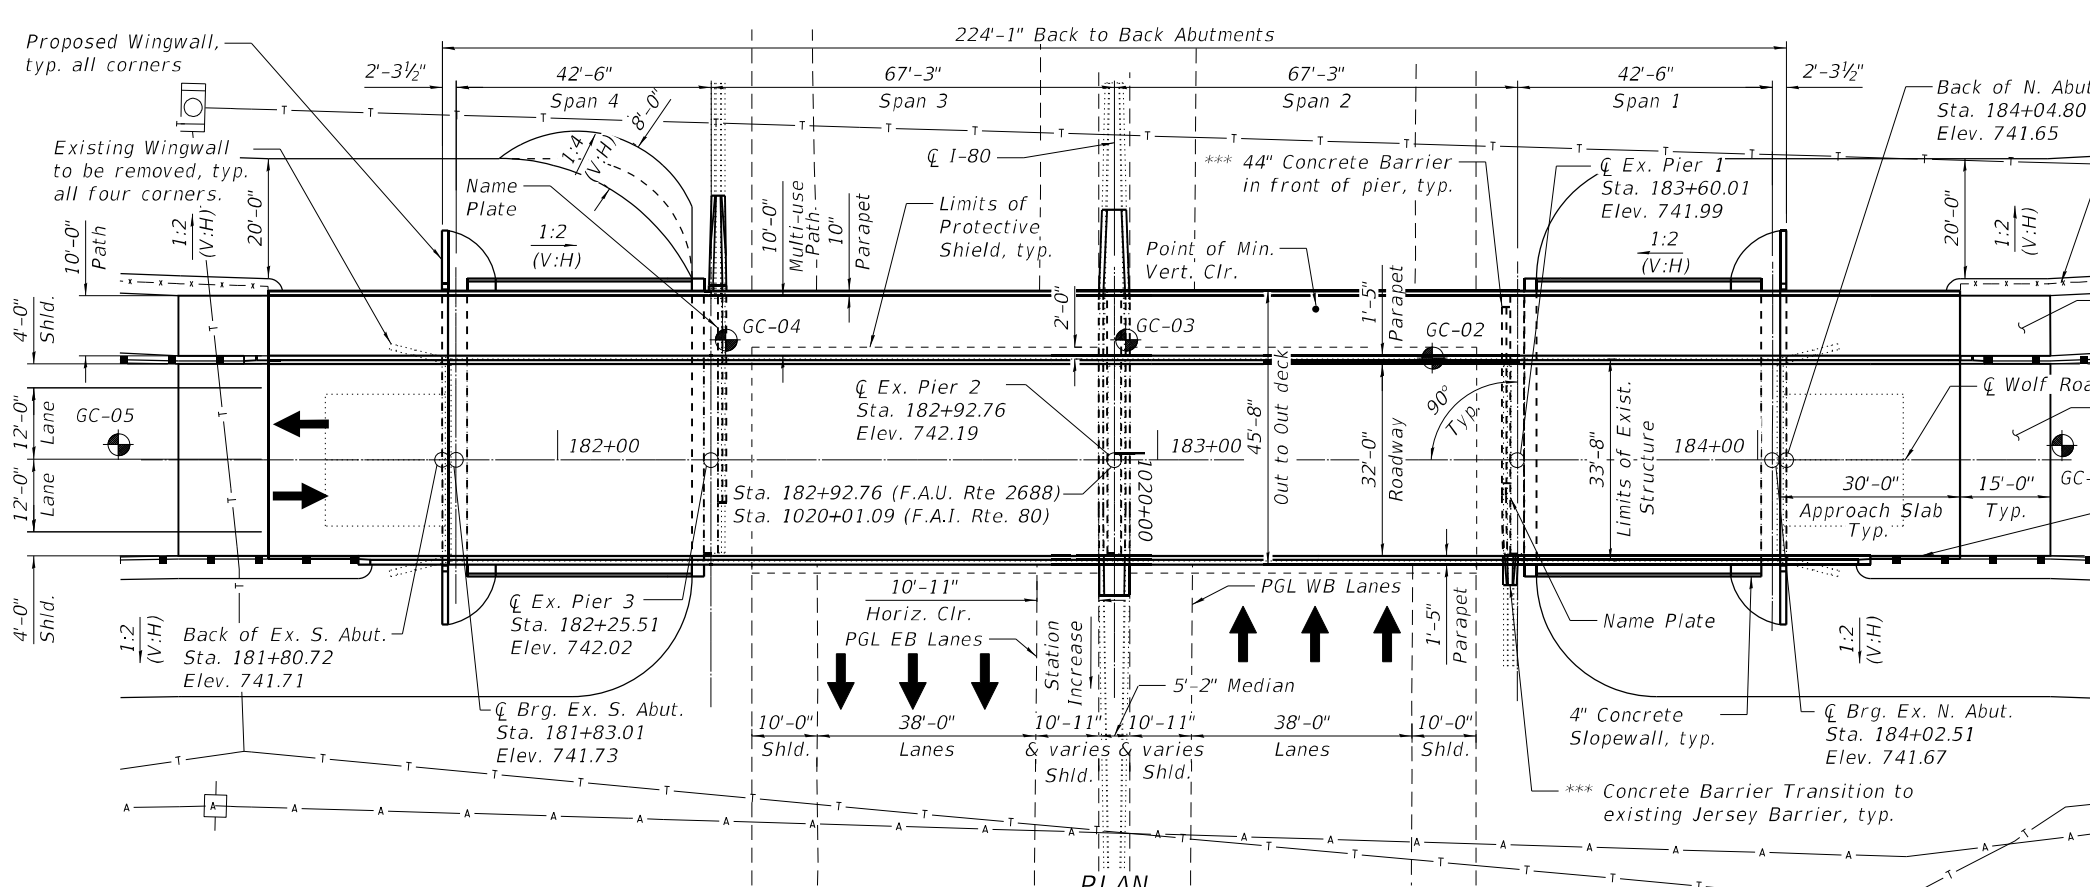 224'-1" Back to Back Abutments
Proposed Wingwall,
typ. all corners
2'-3½"
42'-6"
Span 4
67'-3"
Span 3
67'-3"
Span 2
42'-6"
Span 1
2'-3½"
Back of N. Abut
Sta. 184+04.80
Elev. 741.65
8'-0"
1:4
(V:H)
Existing Wingwall
to be removed, typ.
all four corners.
Name
Plate
℄ I-80
*** 44" Concrete Barrier
in front of pier, typ.
℄ Ex. Pier 1
Sta. 183+60.01
Elev. 741.99
10'-0"
Path
1:2
(V:H)
20'-0"
1:2
(V:H)
10'-0"
Multi-use
Path
10"
Parapet
Limits of
Protective
Shield, typ.
Point of Min.
Vert. Clr.
1:2
(V:H)
20'-0"
1:2
(V:H)
4'-0"
Shld.
GC-04
2'-0"
GC-03
1'-5"
Parapet
GC-02
GC-05
12'-0"
Lane
12'-0"
Lane
182+00
℄ Ex. Pier 2
Sta. 182+92.76
Elev. 742.19
183+00
45'-8"
Out to Out deck
32'-0"
Roadway
90°
Typ.
33'-8"
Limits of Exist.
Structure
184+00
℄ Wolf Roa
GC-
Sta. 182+92.76 (F.A.U. Rte 2688)
Sta. 1020+01.09 (F.A.I. Rte. 80)
1020+00
30'-0"
Approach Slab
Typ.
15'-0"
Typ.
4'-0"
Shld.
1:2
(V:H)
Back of Ex. S. Abut.
Sta. 181+80.72
Elev. 741.71
℄ Ex. Pier 3
Sta. 182+25.51
Elev. 742.02
10'-11"
Horiz. Clr.
PGL EB Lanes
Station
Increase
PGL WB Lanes
1'-5"
Parapet
Name Plate
1:2
(V:H)
℄ Brg. Ex. S. Abut.
Sta. 181+83.01
Elev. 741.73
5'-2" Median
10'-0"
Shld.
38'-0"
Lanes
10'-11"
& varies
Shld.
10'-11"
& varies
Shld.
38'-0"
Lanes
10'-0"
Shld.
4" Concrete
Slopewall, typ.
℄ Brg. Ex. N. Abut.
Sta. 184+02.51
Elev. 741.67
*** Concrete Barrier Transition to
existing Jersey Barrier, typ.
PLAN